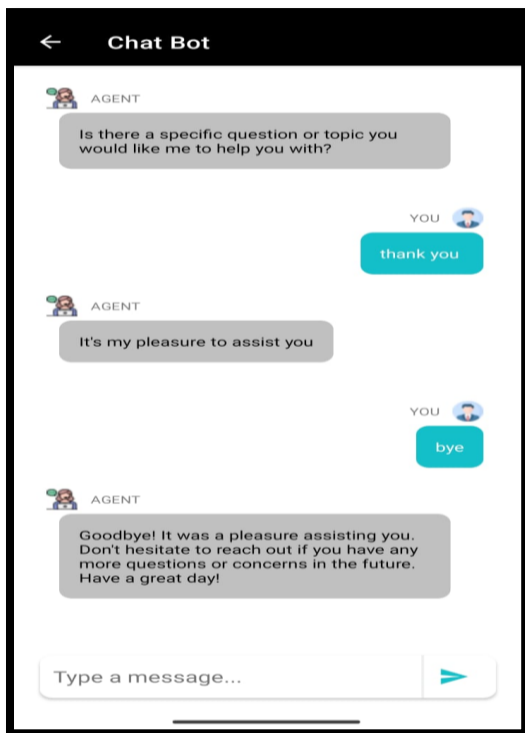 Chat Bot
AGENT
Is there a specific question or topic you
would like me to help you with?
YOU
thank you
AGENT
It's my pleasure to assist you
YOU
bye
AGENT
Goodbye! It was a pleasure assisting you.
Don't hesitate to reach out if you have any
more questions or concerns in the future.
Have a great day!
Type a message...